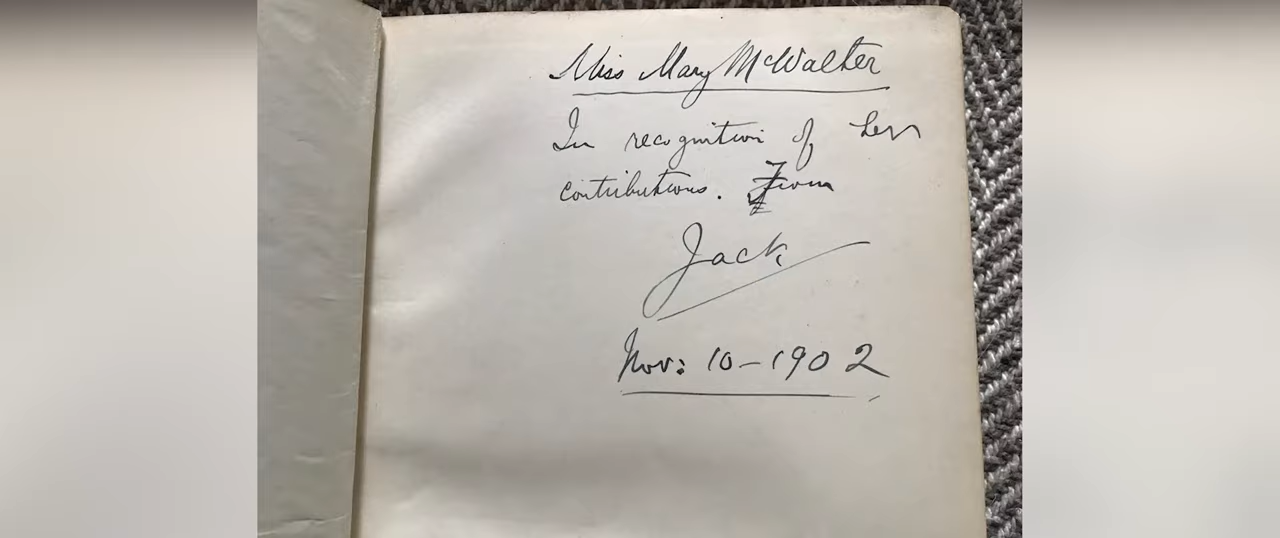 Miss Mary McWalter
In recognition of her
contributions. From
Jack
Nov: 10-1902